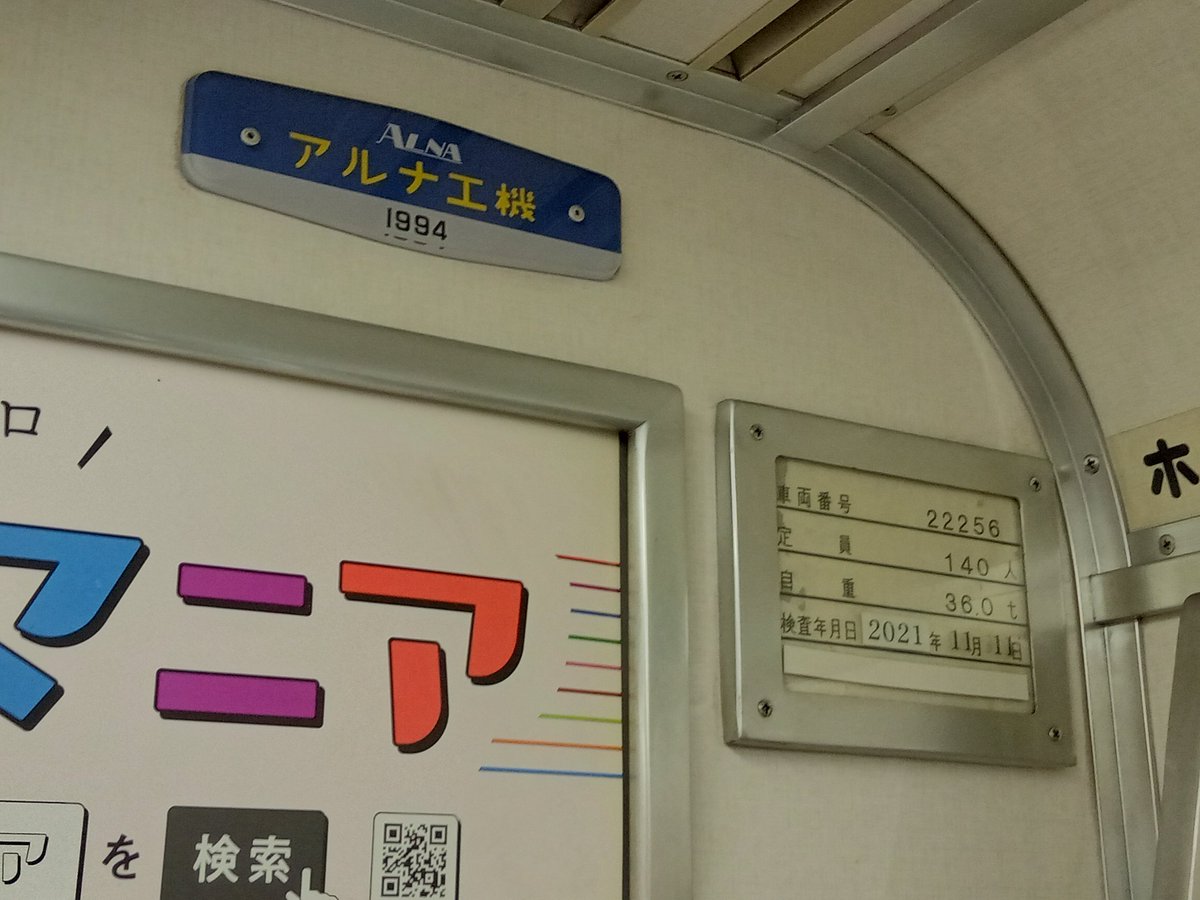 ALNA
アルナ工機
1994
車両番号 22256
定員 140人
自重 36.0t
検査年月日 2021年11月11日
ホ
ロ
マニア
ア を 検索